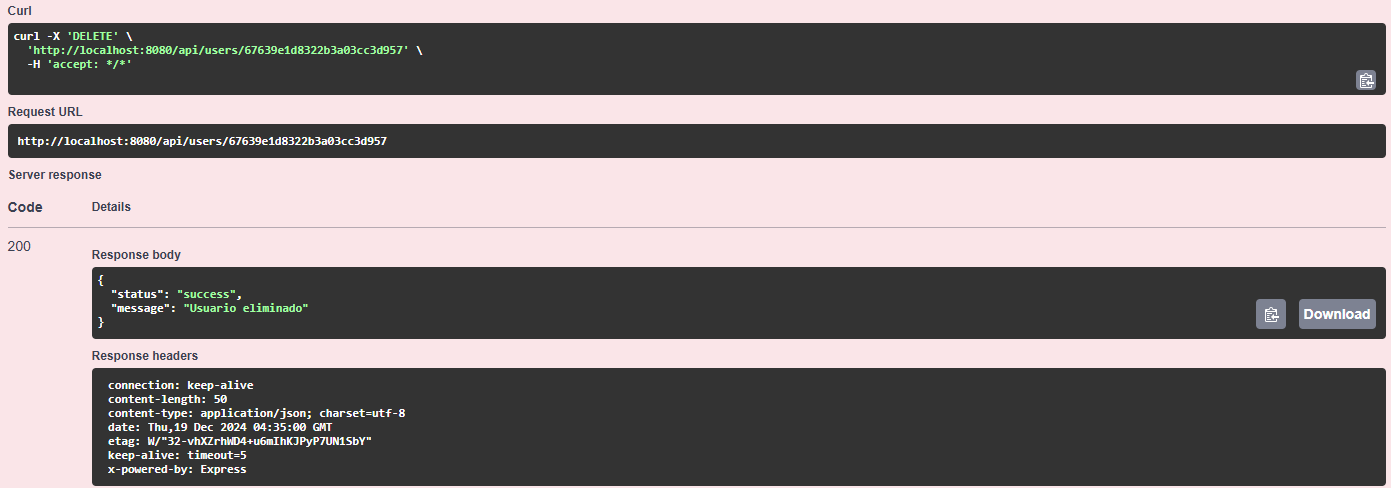 Curl
curl -X 'DELETE' \
  'http://localhost:8080/api/users/67639e1d8322b3a03cc3d957' \
  -H 'accept: */*'
Request URL
http://localhost:8080/api/users/67639e1d8322b3a03cc3d957
Server response
Code Details
200
Response body
{
  "status": "success",
  "message": "Usuario eliminado"
}
Download
Response headers
connection: keep-alive
content-length: 50
content-type: application/json; charset=utf-8
date: Thu,19 Dec 2024 04:35:00 GMT
etag: W/"32-vhXZrhWD4+u6mIhKJPyP7UN1SbY"
keep-alive: timeout=5
x-powered-by: Express